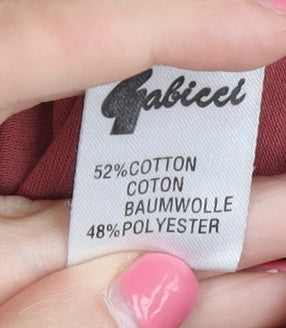 Gabicci
52% COTTON
COTON
BAUMWOLLE
48% POLYESTER